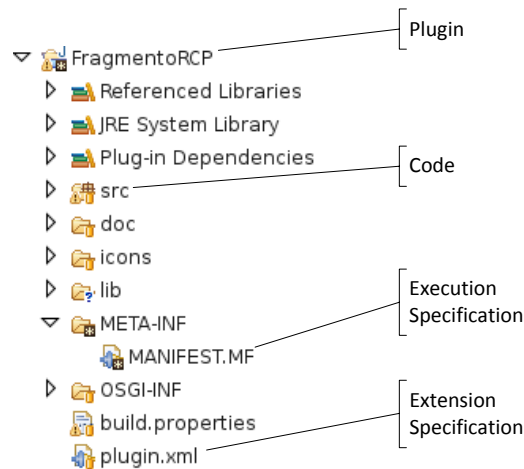 Plugin
FragmentoRCP
Referenced Libraries
JRE System Library
Plug-in Dependencies
Code
src
doc
icons
lib
Execution
Specification
META-INF
MANIFEST.MF
OSGI-INF
Extension
Specification
build.properties
plugin.xml